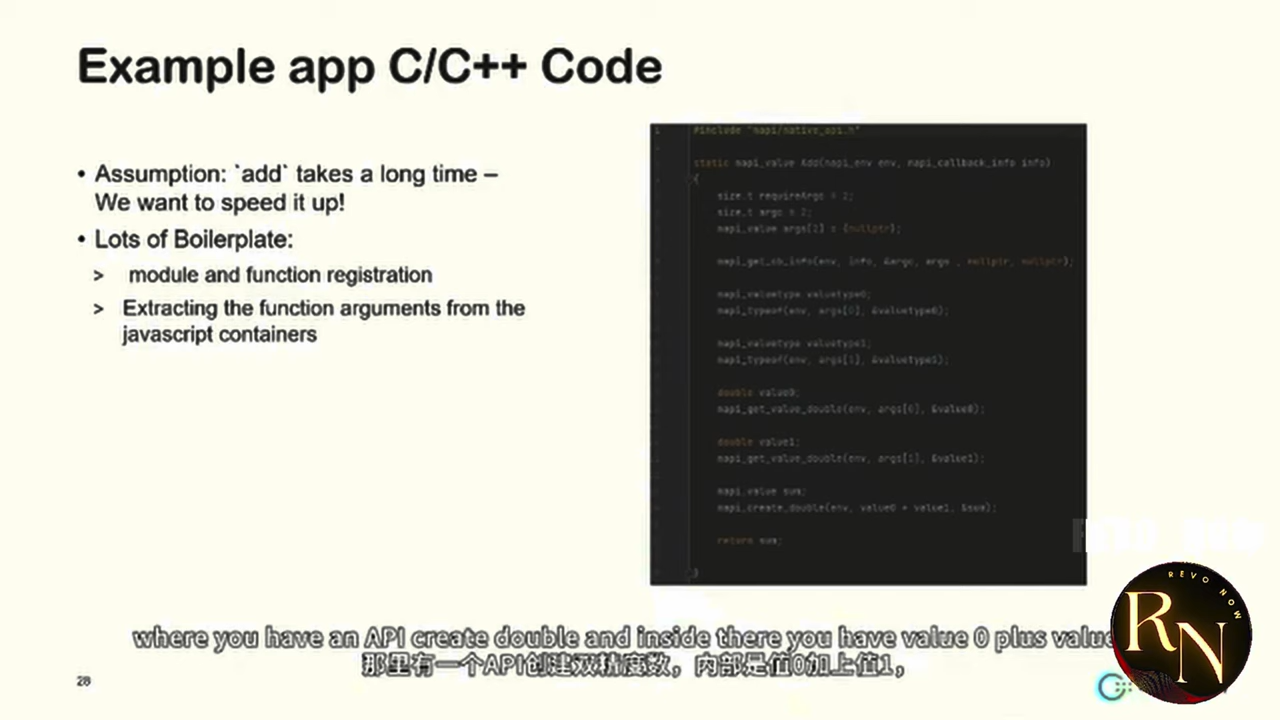 Example app C/C++ Code
• Assumption: `add` takes a long time –
We want to speed it up!
• Lots of Boilerplate:
> module and function registration
> Extracting the function arguments from the
javascript containers
#include "napi/native_api.h"
static napi_value Add(napi_env env, napi_callback_info info)
{
size_t requireArgc = 2;
size_t argc = 2;
napi_value args[2] = {nullptr};
napi_get_cb_info(env, info, &argc, args , nullptr, nullptr);
napi_valuetype valuetype0;
napi_typeof(env, args[0], &valuetype0);
napi_valuetype valuetype1;
napi_typeof(env, args[1], &valuetype1);
double value0;
napi_get_value_double(env, args[0], &value0);
double value1;
napi_get_value_double(env, args[1], &value1);
napi_value sum;
napi_create_double(env, value0 + value1, &sum);
return sum;
}
where you have an API create double and inside there you have value 0 plus value
那里有一个API创建双精度数，内部是值0加上值1，
28
REVO NOW
RN